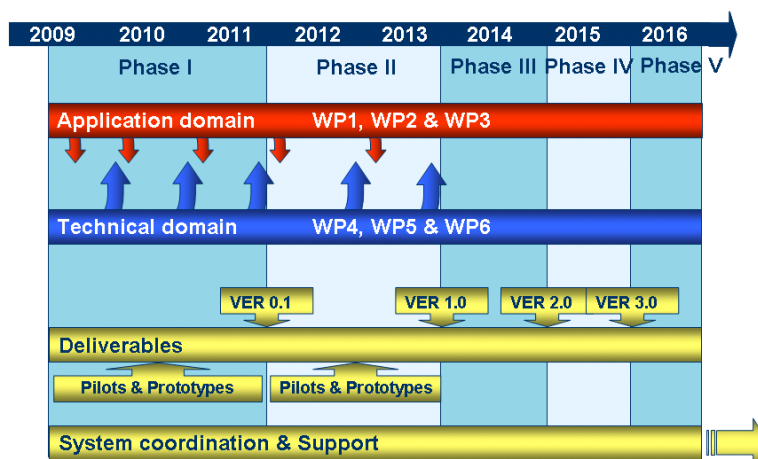 2009 2010 2011 2012 2013 2014 2015 2016
Phase I Phase II Phase III Phase IV Phase V
Application domain WP1, WP2 & WP3
Technical domain WP4, WP5 & WP6
VER 0.1 VER 1.0 VER 2.0 VER 3.0
Deliverables
Pilots & Prototypes Pilots & Prototypes
System coordination & Support